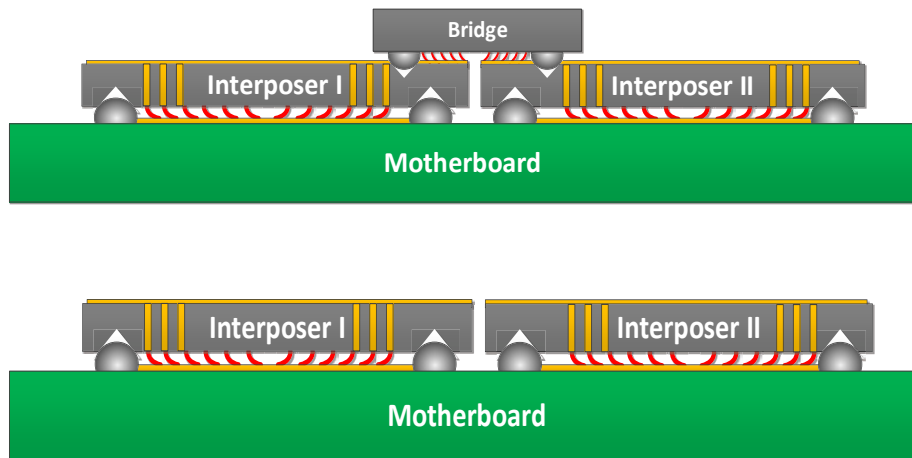 Bridge
Interposer I
Interposer II
Motherboard
Interposer I
Interposer II
Motherboard